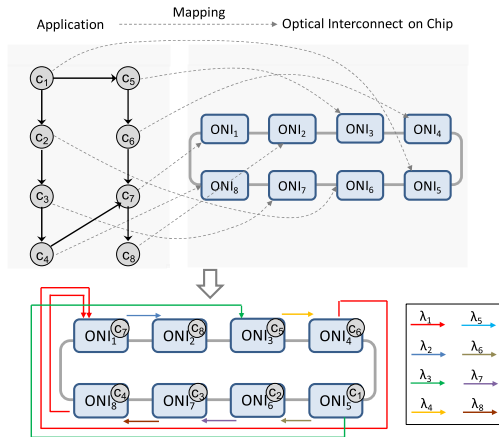 Mapping
Application
Optical Interconnect on Chip
c₁
c₅
c₂
c₆
c₃
c₇
c₄
c₈
ONI₁
ONI₂
ONI₃
ONI₄
ONI₈
ONI₇
ONI₆
ONI₅
ONI₁ c₇
ONI₂ c₈
ONI₃ c₅
ONI₄ c₆
ONI₈ c₄
ONI₇ c₃
ONI₆ c₂
ONI₅ c₁
λ₁ λ₅
λ₂ λ₆
λ₃ λ₇
λ₄ λ₈